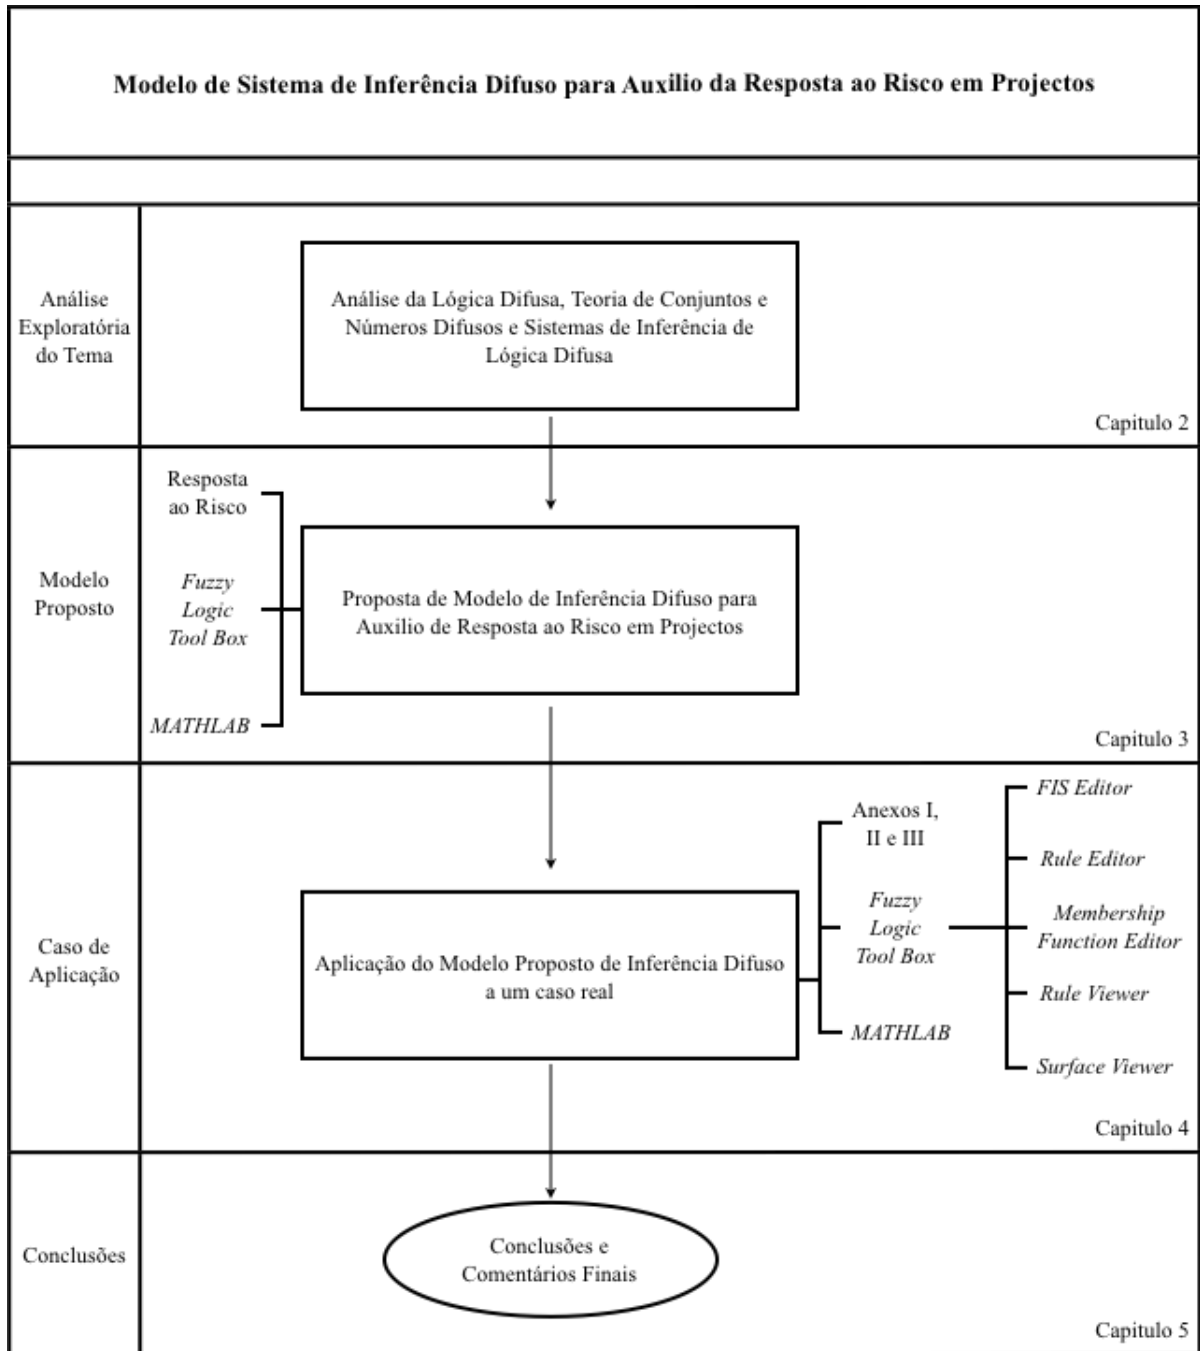 Modelo de Sistema de Inferência Difuso para Auxilio da Resposta ao Risco em Projectos
Análise
Exploratória
do Tema
Análise da Lógica Difusa, Teoria de Conjuntos e
Números Difusos e Sistemas de Inferência de
Lógica Difusa
Capitulo 2
Modelo
Proposto
Resposta
ao Risco
Fuzzy
Logic
Tool Box
MATHLAB
Proposta de Modelo de Inferência Difuso para
Auxilio de Resposta ao Risco em Projectos
Capitulo 3
Caso de
Aplicação
Aplicação do Modelo Proposto de Inferência Difuso
a um caso real
Anexos I,
II e III
Fuzzy
Logic
Tool Box
MATHLAB
FIS Editor
Rule Editor
Membership
Function Editor
Rule Viewer
Surface Viewer
Capitulo 4
Conclusões
Conclusões e
Comentários Finais
Capitulo 5